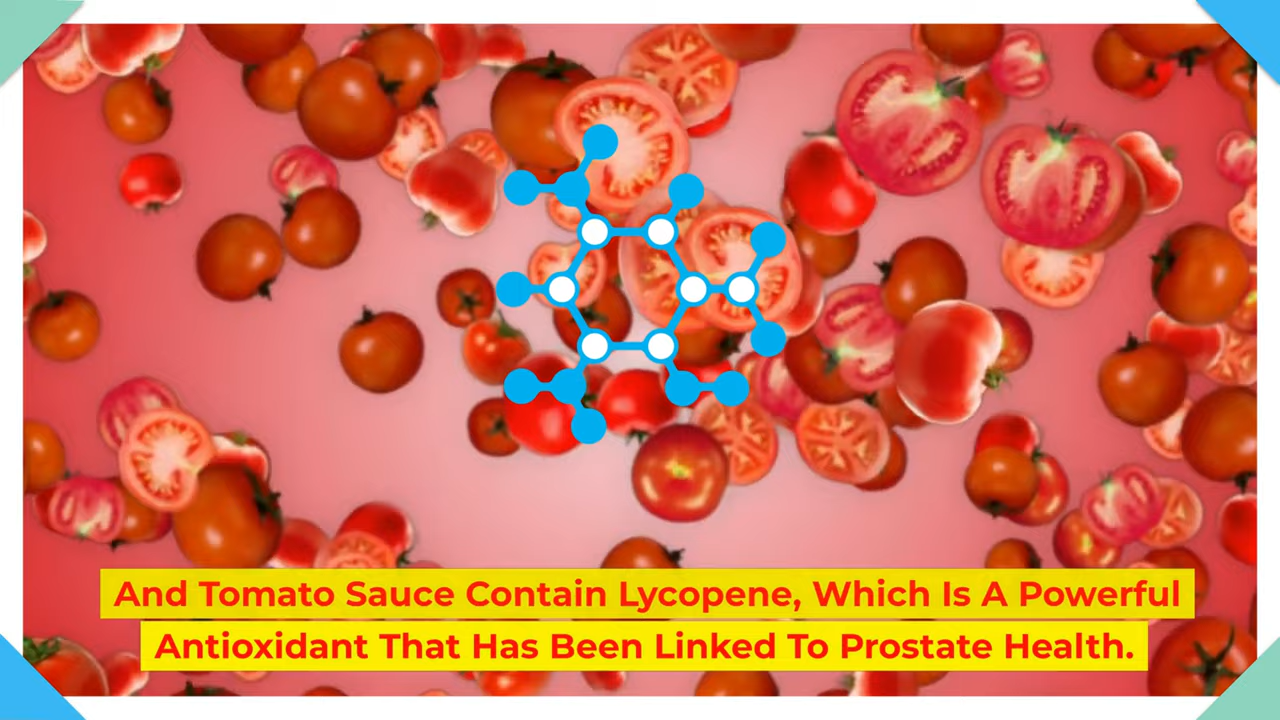 And Tomato Sauce Contain Lycopene, Which Is A Powerful
Antioxidant That Has Been Linked To Prostate Health.